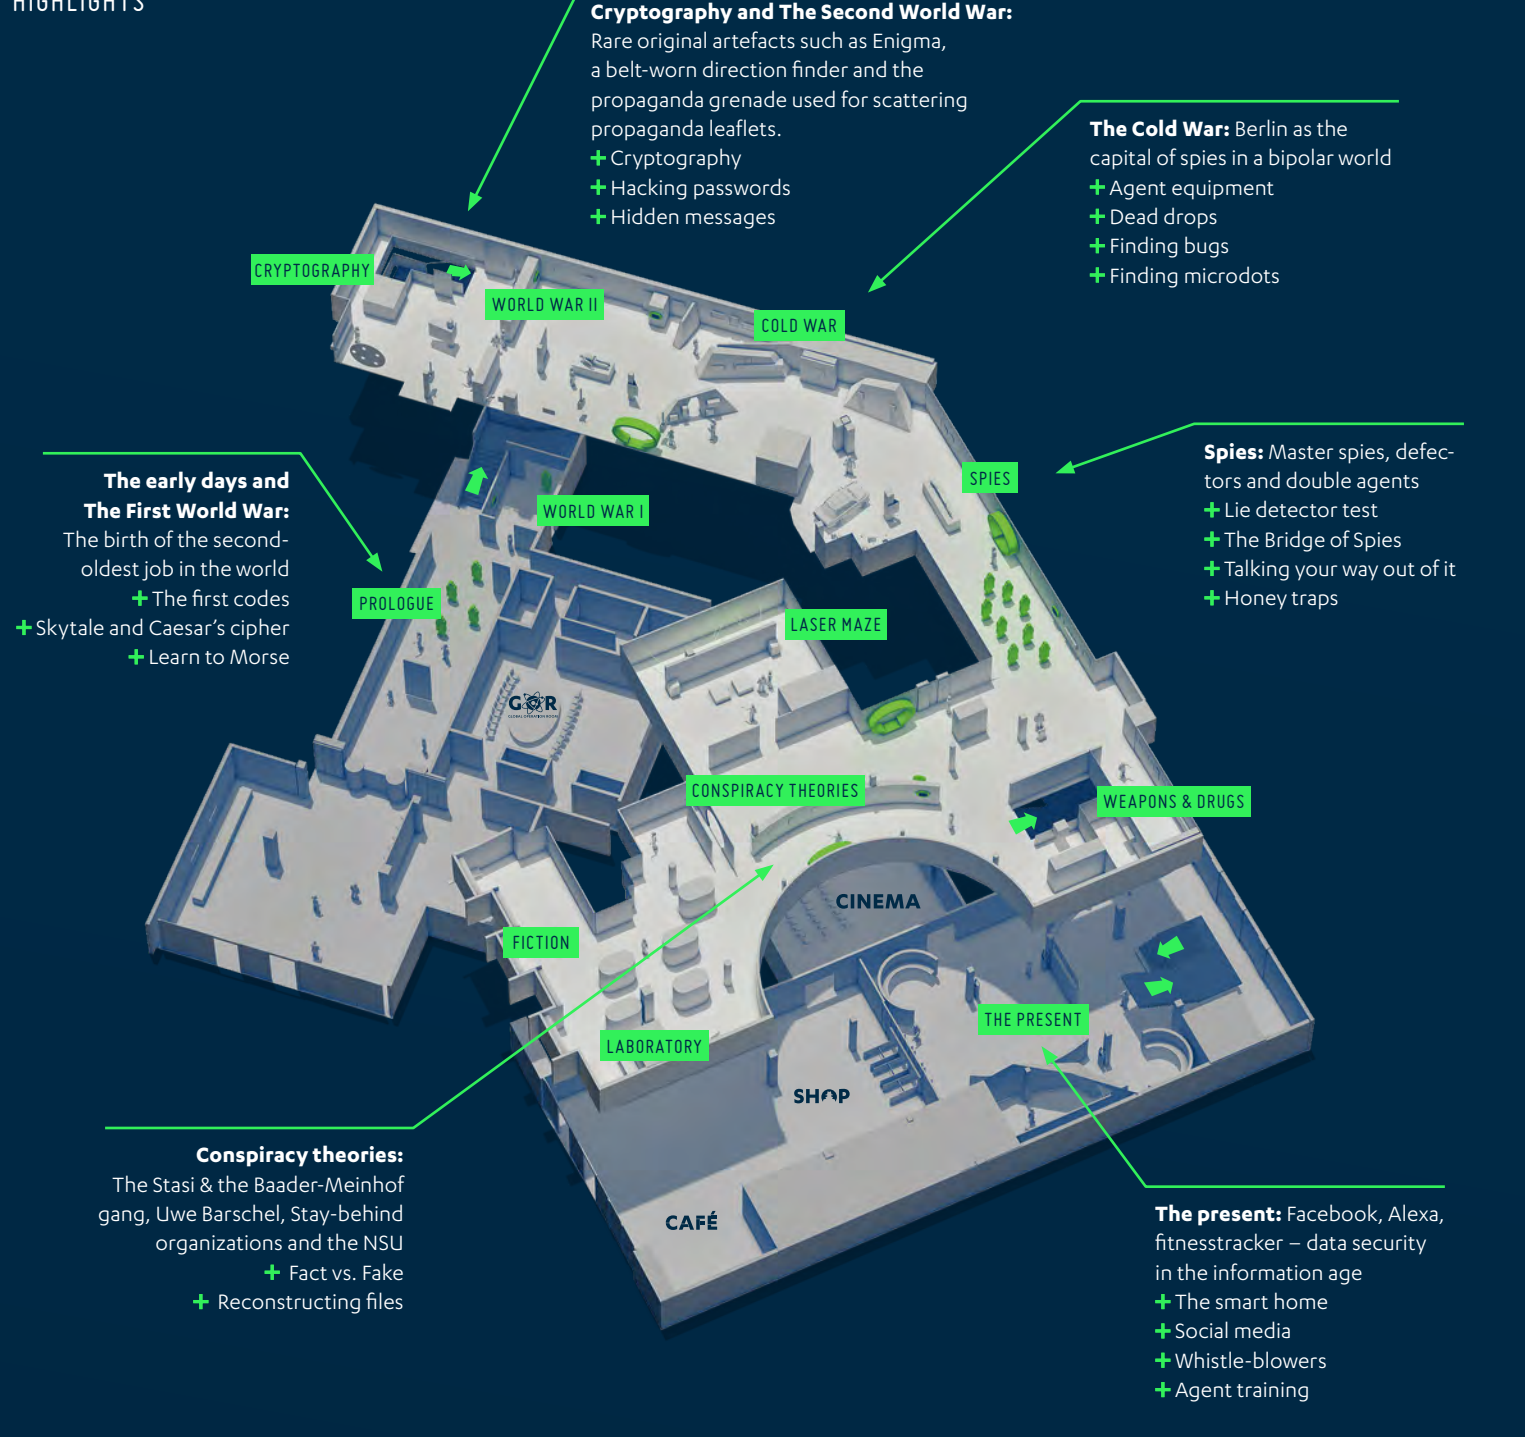 HIGHLIGHTS
Cryptography and The Second World War:
Rare original artefacts such as Enigma,
a belt-worn direction finder and the
propaganda grenade used for scattering
propaganda leaflets.
+ Cryptography
+ Hacking passwords
+ Hidden messages
The Cold War: Berlin as the
capital of spies in a bipolar world
+ Agent equipment
+ Dead drops
+ Finding bugs
+ Finding microdots
CRYPTOGRAPHY
WORLD WAR II
COLD WAR
Spies: Master spies, defec-
tors and double agents
+ Lie detector test
+ The Bridge of Spies
+ Talking your way out of it
+ Honey traps
SPIES
The early days and
The First World War:
The birth of the second-
oldest job in the world
+ The first codes
+ Skytale and Caesar's cipher
+ Learn to Morse
WORLD WAR I
PROLOGUE
LASER MAZE
GOR
GLOBAL OPERATION ROOM
CONSPIRACY THEORIES
WEAPONS & DRUGS
CINEMA
FICTION
THE PRESENT
LABORATORY
SHOP
CAFÉ
Conspiracy theories:
The Stasi & the Baader-Meinhof
gang, Uwe Barschel, Stay-behind
organizations and the NSU
+ Fact vs. Fake
+ Reconstructing files
The present: Facebook, Alexa,
fitnesstracker – data security
in the information age
+ The smart home
+ Social media
+ Whistle-blowers
+ Agent training